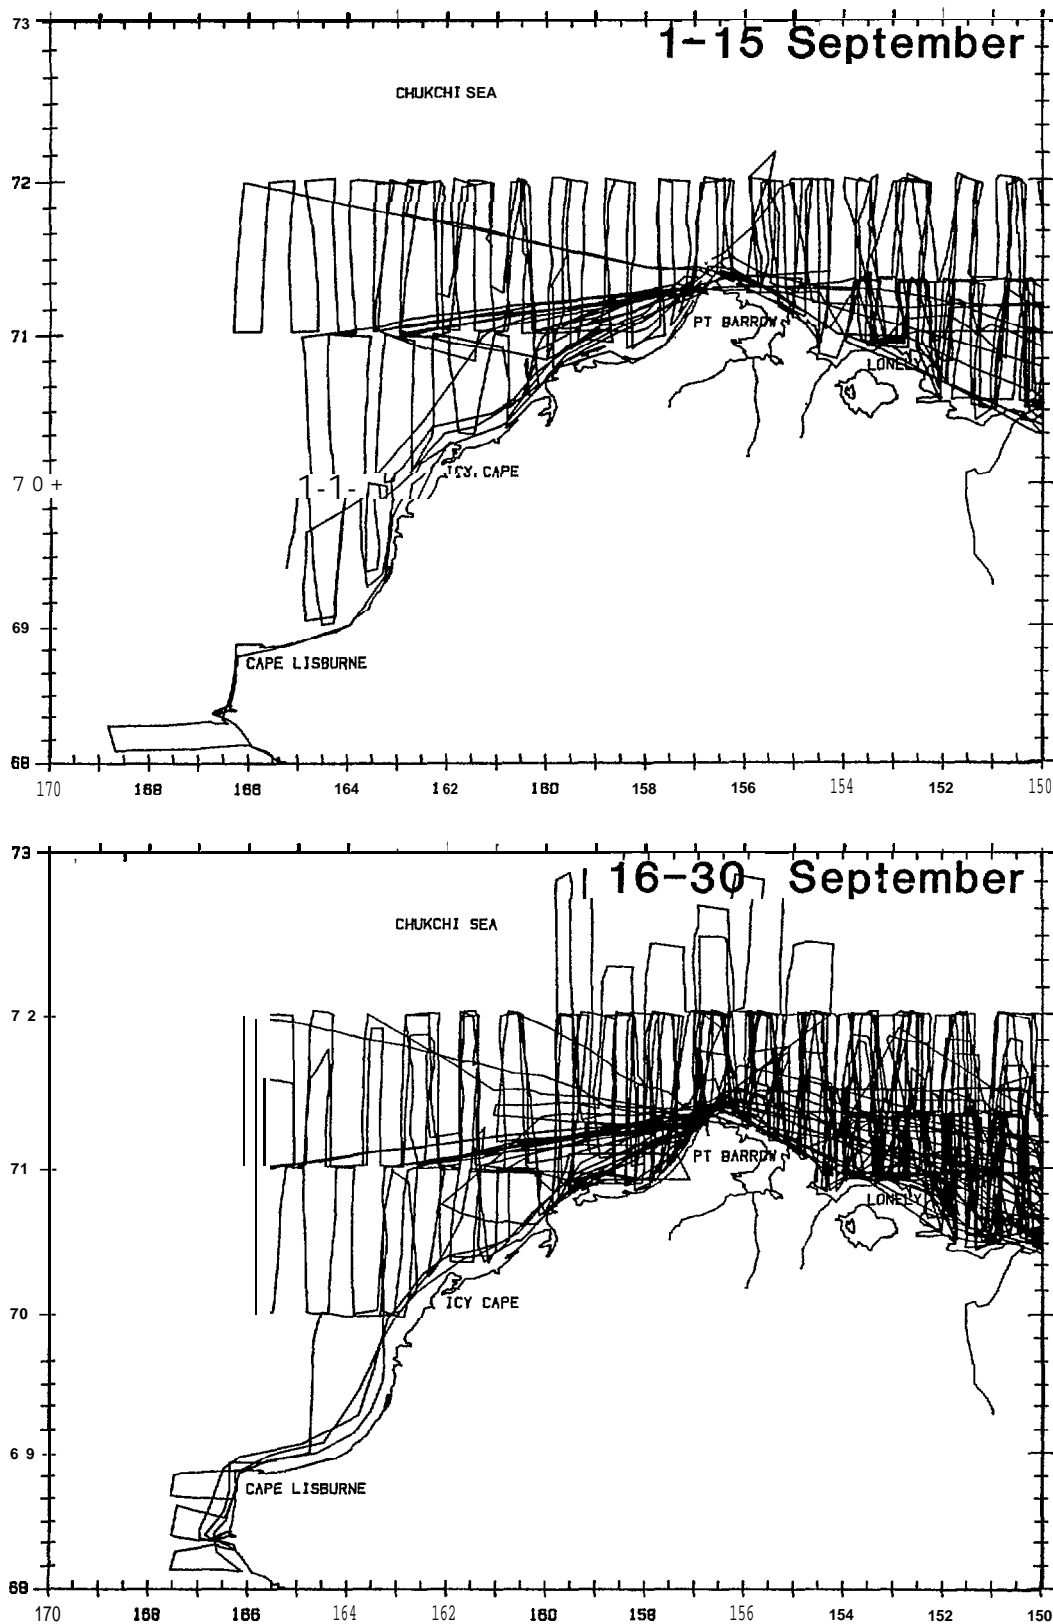 73
1-15 September
CHUKCHI SEA
72
71
PT BARROW
LONELY
ICY CAPE
70+
1-1-
69
CAPE LISBURNE
68
170 168 166 164 162 160 158 156 154 152 150
73
16-30 September
CHUKCHI SEA
72
71
PT BARROW
LONELY
70
ICY CAPE
69
CAPE LISBURNE
68
170 168 166 164 162 160 158 156 154 152 150